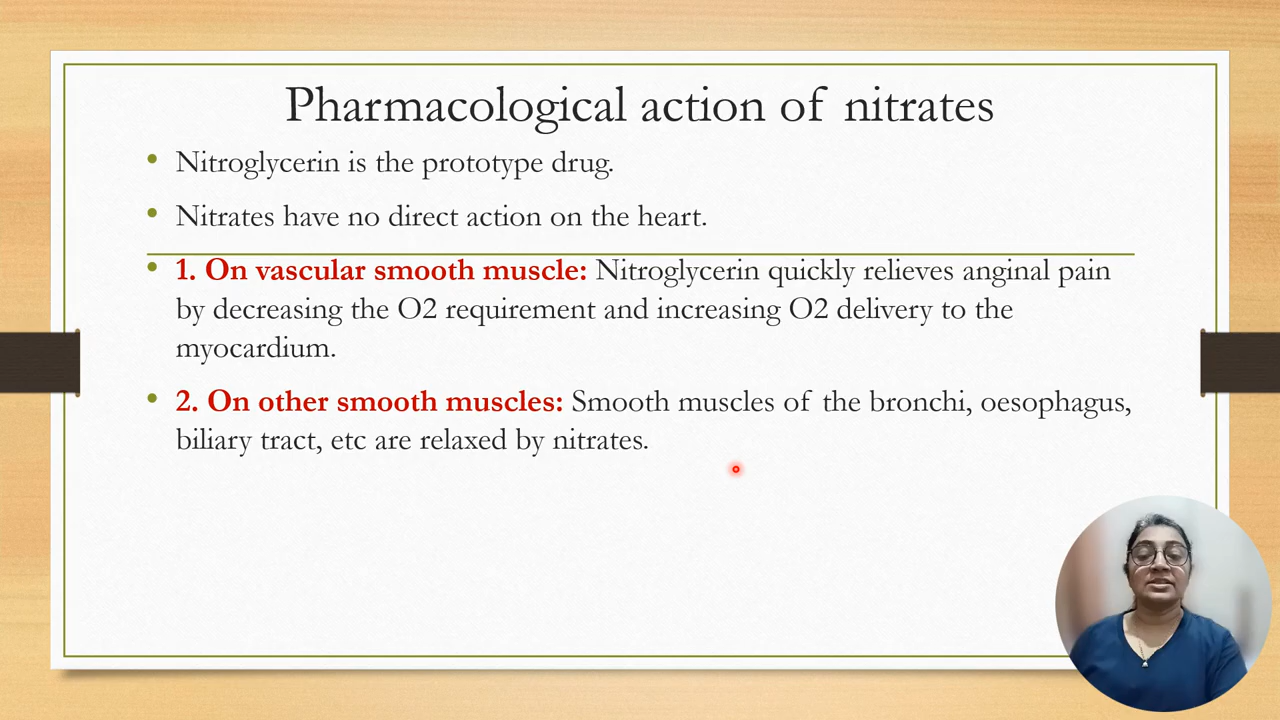 Pharmacological action of nitrates
• Nitroglycerin is the prototype drug.
• Nitrates have no direct action on the heart.
• 1. On vascular smooth muscle: Nitroglycerin quickly relieves anginal pain
by decreasing the O2 requirement and increasing O2 delivery to the
myocardium.
• 2. On other smooth muscles: Smooth muscles of the bronchi, oesophagus,
biliary tract, etc are relaxed by nitrates.